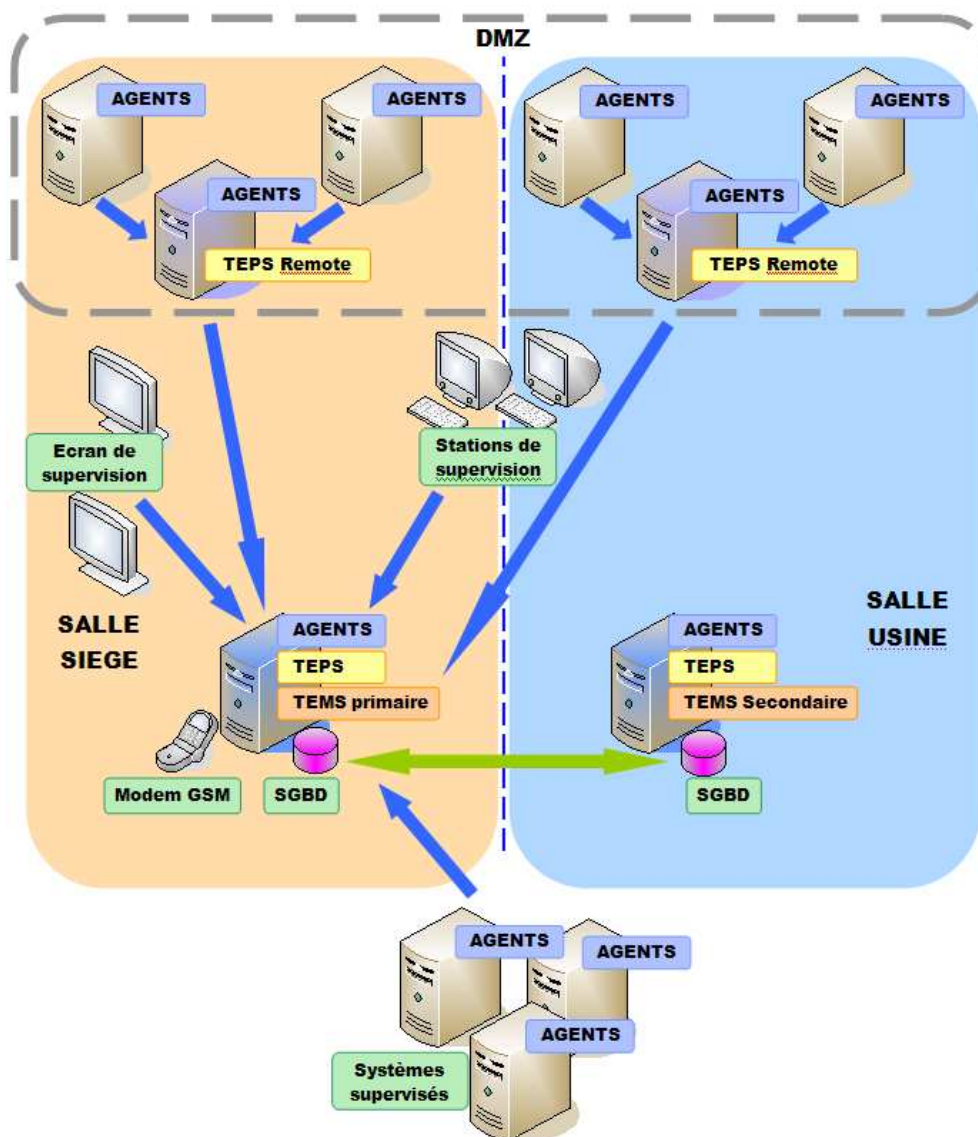 DMZ
AGENTS
AGENTS
AGENTS
TEPS Remote
AGENTS
AGENTS
AGENTS
TEPS Remote
Ecran de
supervision
Stations de
supervision
SALLE
SIEGE
AGENTS
TEPS
TEMS primaire
Modem GSM
SGBD
SALLE
USINE
AGENTS
TEPS
TEMS Secondaire
SGBD
AGENTS
AGENTS
AGENTS
Systèmes
supervisés